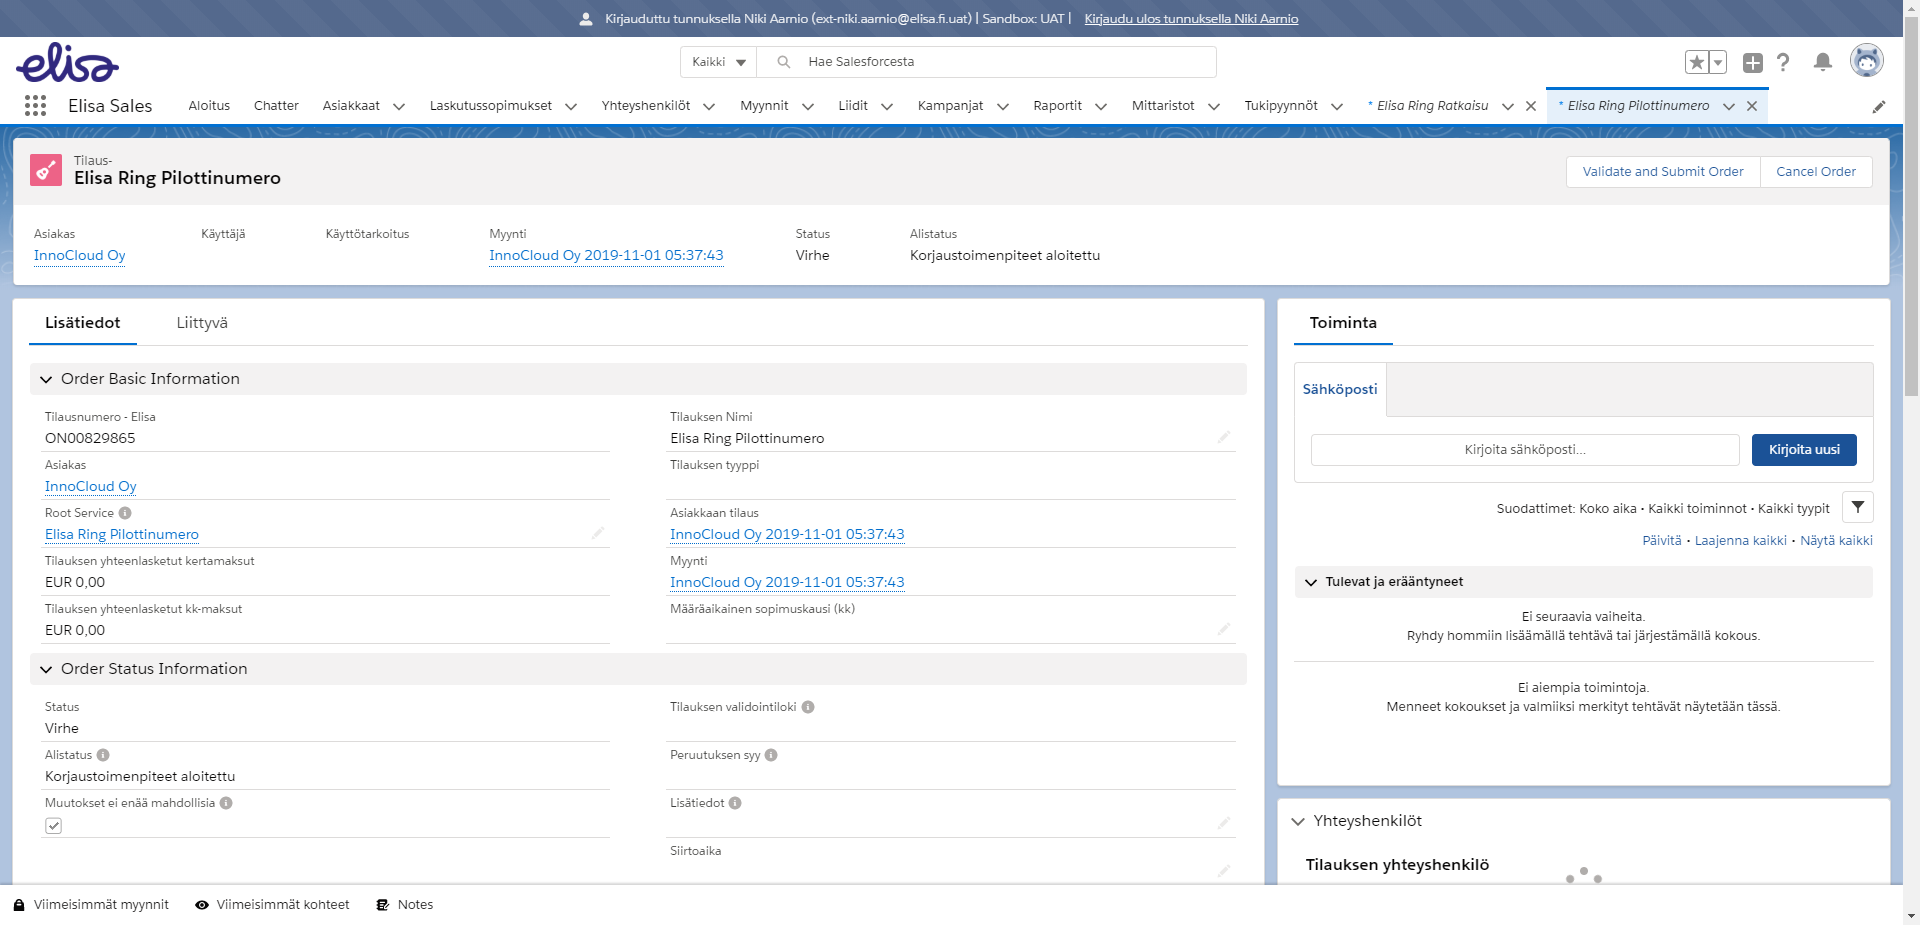 Kirjauduttu tunnuksella Niki Aarnio (ext-niki.aarnio@elisa.fi.uat) | Sandbox: UAT | Kirjaudu ulos tunnuksella Niki Aarnio
elisa
Kaikki
Hae Salesforcesta
Elisa Sales
Aloitus
Chatter
Asiakkaat
Laskutussopimukset
Yhteyshenkilöt
Myynnit
Liidit
Kampanjat
Raportit
Mittaristot
Tukipyynnöt
* Elisa Ring Ratkaisu
* Elisa Ring Pilottinumero
Tilaus-
Elisa Ring Pilottinumero
Validate and Submit Order
Cancel Order
Asiakas
InnoCloud Oy
Käyttäjä
Käyttötarkoitus
Myynti
InnoCloud Oy 2019-11-01 05:37:43
Status
Virhe
Alistatus
Korjaustoimenpiteet aloitettu
Lisätiedot
Liittyvä
Order Basic Information
Tilausnumero - Elisa
ON00829865
Tilauksen Nimi
Elisa Ring Pilottinumero
Asiakas
InnoCloud Oy
Tilauksen tyyppi
Root Service
Elisa Ring Pilottinumero
Asiakkaan tilaus
InnoCloud Oy 2019-11-01 05:37:43
Tilauksen yhteenlasketut kertamaksut
EUR 0,00
Myynti
InnoCloud Oy 2019-11-01 05:37:43
Tilauksen yhteenlasketut kk-maksut
EUR 0,00
Määräaikainen sopimuskausi (kk)
Order Status Information
Status
Virhe
Tilauksen validointiloki
Alistatus
Korjaustoimenpiteet aloitettu
Peruutuksen syy
Muutokset ei enää mahdollisia
Lisätiedot
Siirtoaika
Toiminta
Sähköposti
Kirjoita sähköposti...
Kirjoita uusi
Suodattimet: Koko aika • Kaikki toiminnot • Kaikki tyypit
Päivitä • Laajenna kaikki • Näytä kaikki
Tulevat ja erääntyneet
Ei seuraavia vaiheita.
Ryhdy hommiin lisäämällä tehtävä tai järjestämällä kokous.
Ei aiempia toimintoja.
Menneet kokoukset ja valmiiksi merkityt tehtävät näytetään tässä.
Yhteyshenkilöt
Tilauksen yhteyshenkilö
Viimeisimmät myynnit
Viimeisimmät kohteet
Notes